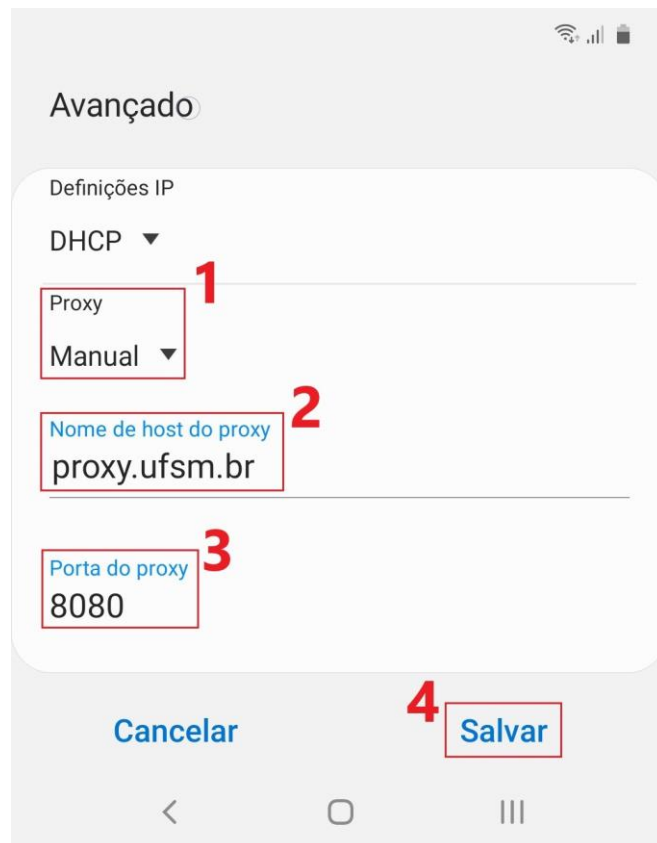 Avançado
Definições IP
DHCP
1
Proxy
Manual
2
Nome de host do proxy
proxy.ufsm.br
3
Porta do proxy
8080
4
Cancelar
Salvar